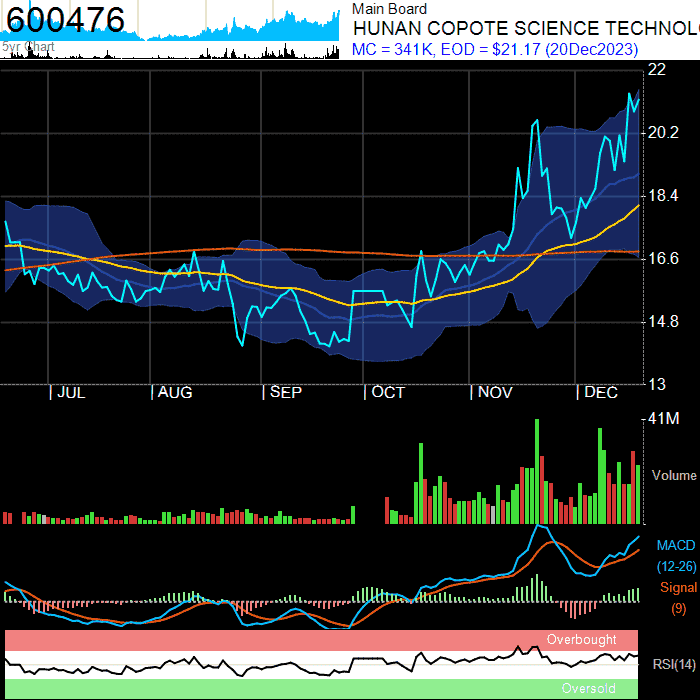 600476
5yr Chart
Main Board
HUNAN COPOTE SCIENCE TECHNOLO
MC = 341K, EOD = $21.17 (20Dec2023)
22
20.2
18.4
16.6
14.8
13
JUL
AUG
SEP
OCT
NOV
DEC
41M
Volume
MACD
(12-26)
Signal
(9)
Overbought
RSI(14)
Oversold